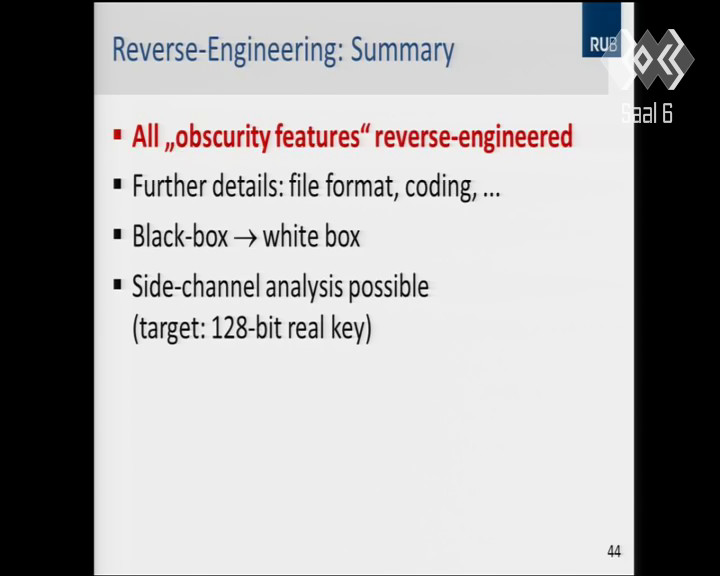 Reverse-Engineering: Summary
RUB
Saal 6
▪ All „obscurity features“ reverse-engineered
▪ Further details: file format, coding, ...
▪ Black-box → white box
▪ Side-channel analysis possible
(target: 128-bit real key)
44